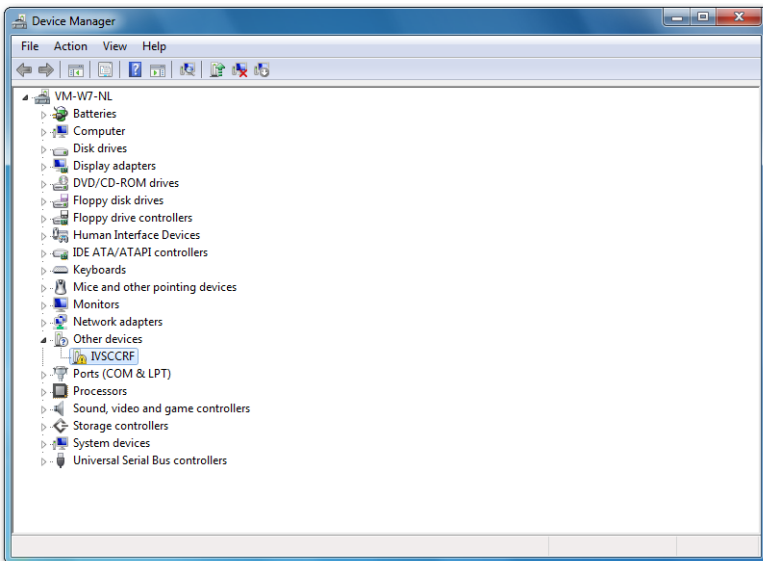 Device Manager
File Action View Help
VM-W7-NL
Batteries
Computer
Disk drives
Display adapters
DVD/CD-ROM drives
Floppy disk drives
Floppy drive controllers
Human Interface Devices
IDE ATA/ATAPI controllers
Keyboards
Mice and other pointing devices
Monitors
Network adapters
Other devices
IVSCCRF
Ports (COM & LPT)
Processors
Sound, video and game controllers
Storage controllers
System devices
Universal Serial Bus controllers